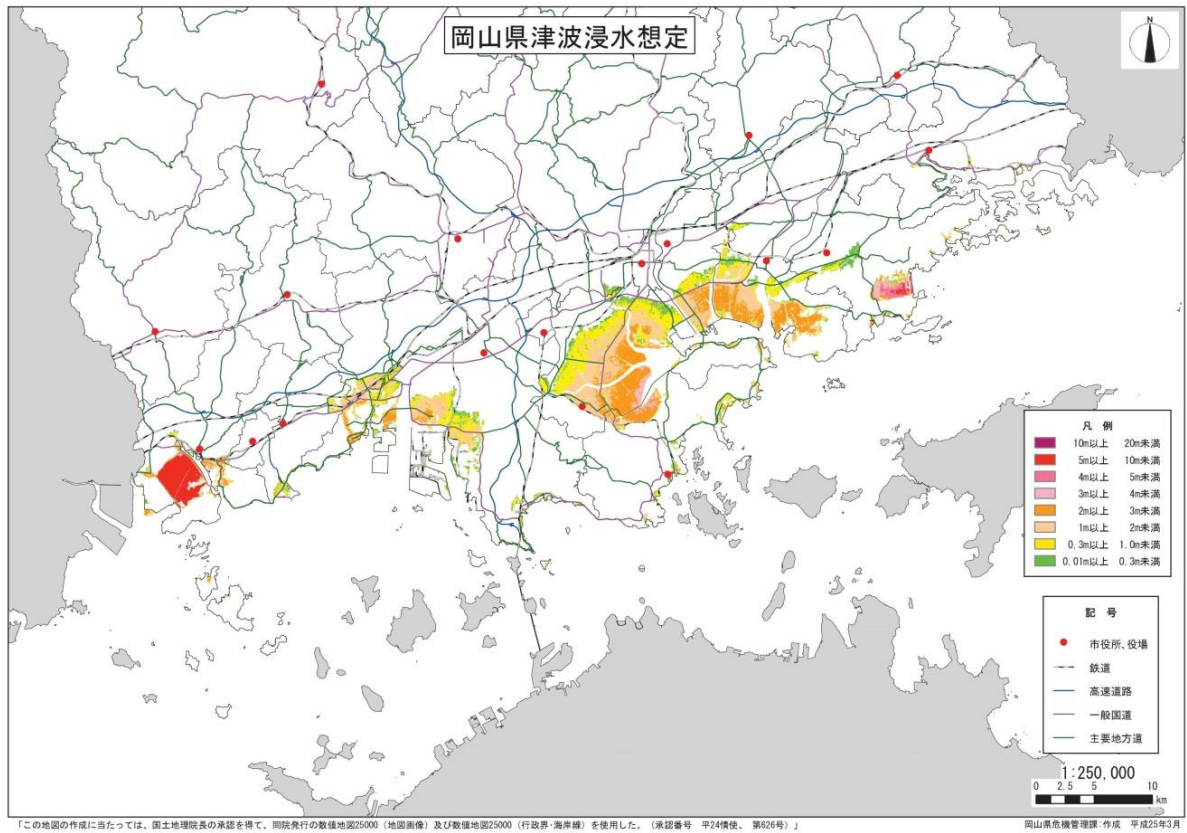 岡山県津波浸水想定
N
凡 例
10m以上 20m未満
5m以上 10m未満
4m以上 5m未満
3m以上 4m未満
2m以上 3m未満
1m以上 2m未満
0.3m以上 1.0m未満
0.01m以上 0.3m未満
記 号
市役所、役場
鉄道
高速道路
一般国道
主要地方道
1:250,000
0 2.5 5 10
km
「この地図の作成に当たっては、国土地理院長の承認を得て、同院発行の数値地図25000（地図画像）及び数値地図25000（行政界・海岸線）を使用した。（承認番号 平24情使、 第626号）」
岡山県危機管理課:作成 平成25年3月